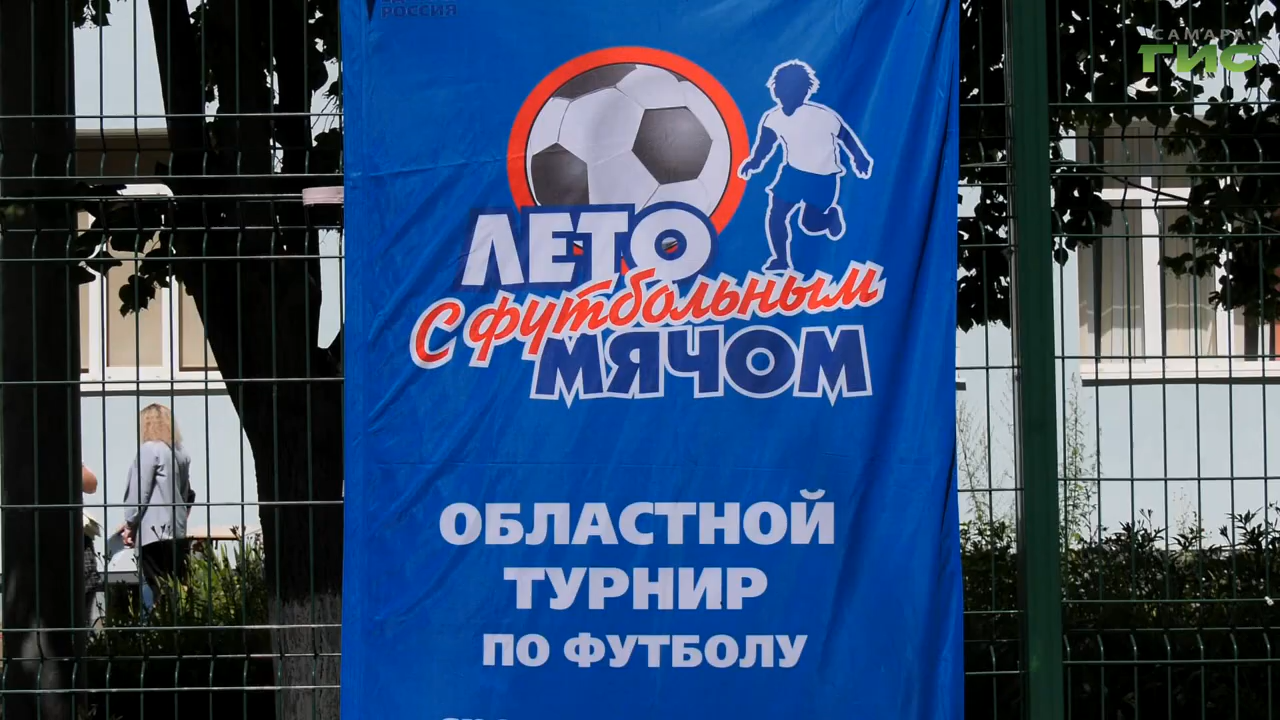 РОССИЯ
САМАРА
ГИС
ЛЕТО
С футбольным
МЯЧОМ
ОБЛАСТНОЙ
ТУРНИР
ПО ФУТБОЛУ